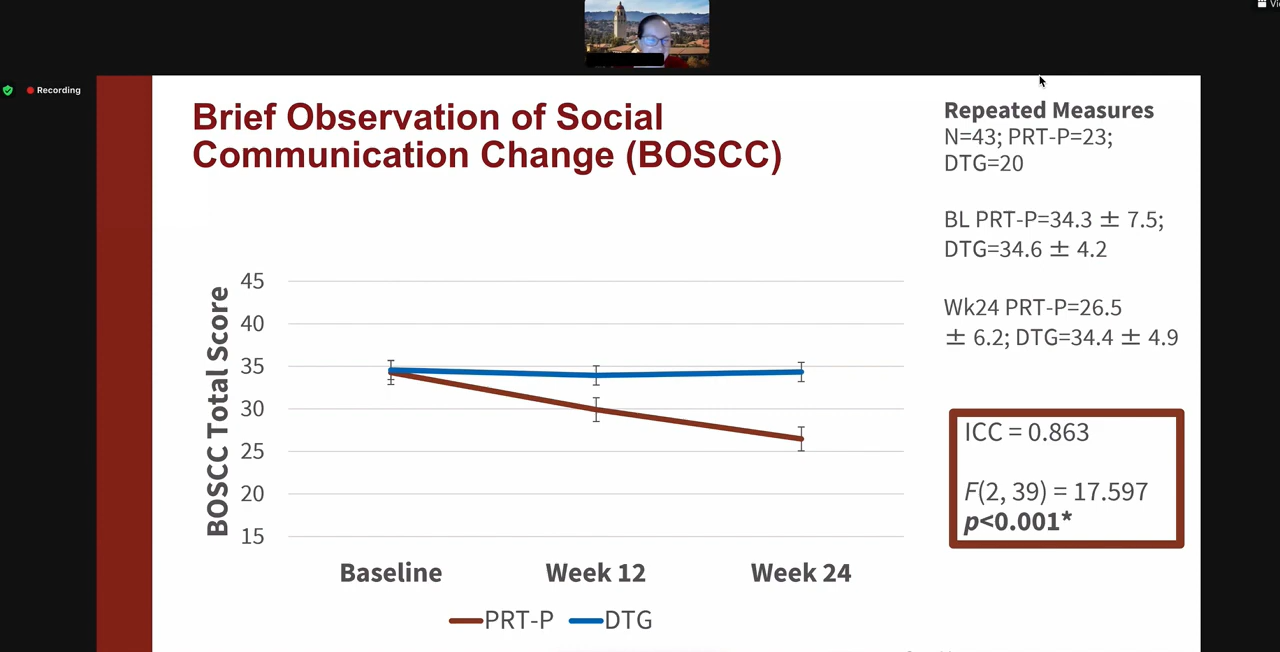 Recording
Brief Observation of Social
Communication Change (BOSCC)
Repeated Measures
N=43; PRT-P=23;
DTG=20
BL PRT-P=34.3 ± 7.5;
DTG=34.6 ± 4.2
Wk24 PRT-P=26.5
± 6.2; DTG=34.4 ± 4.9
ICC = 0.863
F(2, 39) = 17.597
p<0.001*
BOSCC Total Score
45
40
35
30
25
20
15
Baseline Week 12 Week 24
PRT-P DTG